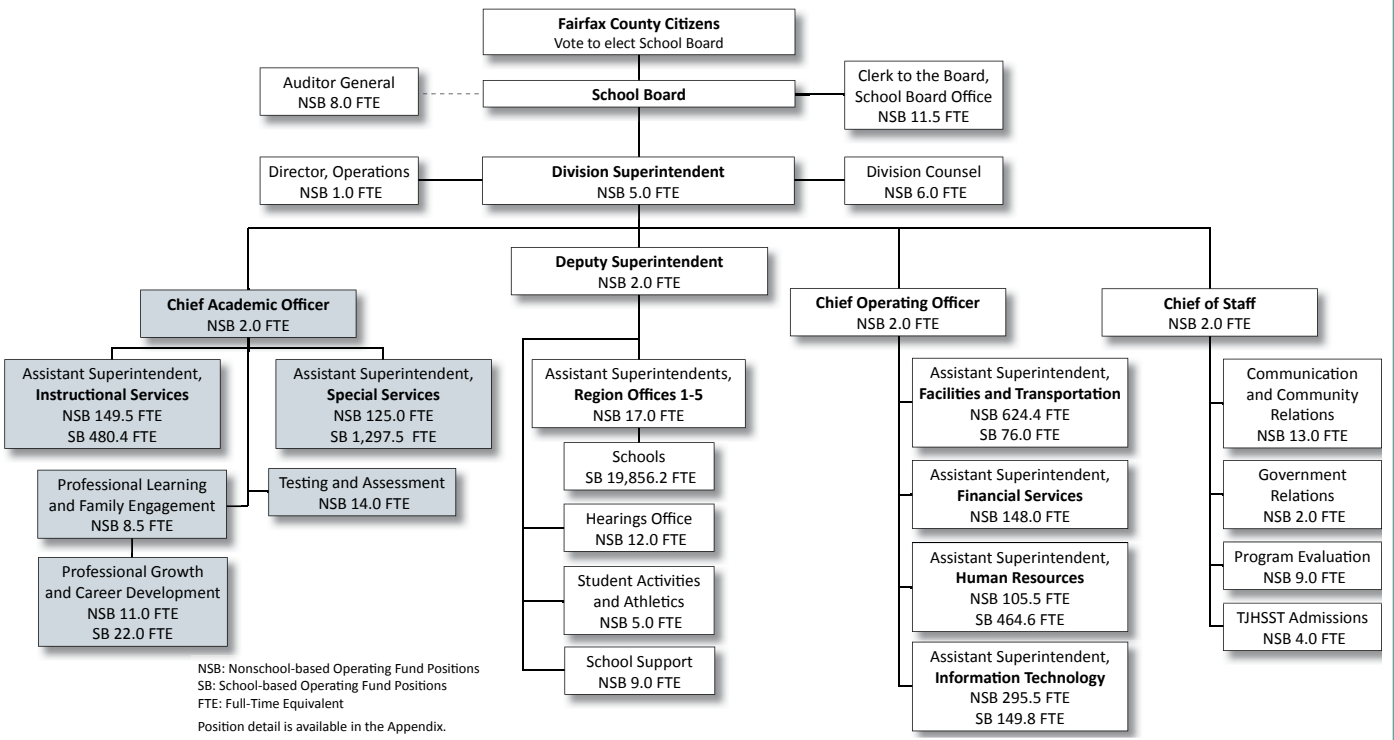 Fairfax County Citizens
Vote to elect School Board
Auditor General
NSB 8.0 FTE
School Board
Clerk to the Board,
School Board Office
NSB 11.5 FTE
Director, Operations
NSB 1.0 FTE
Division Superintendent
NSB 5.0 FTE
Division Counsel
NSB 6.0 FTE
Deputy Superintendent
NSB 2.0 FTE
Chief Academic Officer
NSB 2.0 FTE
Chief Operating Officer
NSB 2.0 FTE
Chief of Staff
NSB 2.0 FTE
Assistant Superintendent,
Instructional Services
NSB 149.5 FTE
SB 480.4 FTE
Assistant Superintendent,
Special Services
NSB 125.0 FTE
SB 1,297.5 FTE
Professional Learning
and Family Engagement
NSB 8.5 FTE
Testing and Assessment
NSB 14.0 FTE
Professional Growth
and Career Development
NSB 11.0 FTE
SB 22.0 FTE
Assistant Superintendents,
Region Offices 1-5
NSB 17.0 FTE
Schools
SB 19,856.2 FTE
Hearings Office
NSB 12.0 FTE
Student Activities
and Athletics
NSB 5.0 FTE
School Support
NSB 9.0 FTE
Assistant Superintendent,
Facilities and Transportation
NSB 624.4 FTE
SB 76.0 FTE
Assistant Superintendent,
Financial Services
NSB 148.0 FTE
Assistant Superintendent,
Human Resources
NSB 105.5 FTE
SB 464.6 FTE
Assistant Superintendent,
Information Technology
NSB 295.5 FTE
SB 149.8 FTE
Communication
and Community
Relations
NSB 13.0 FTE
Government
Relations
NSB 2.0 FTE
Program Evaluation
NSB 9.0 FTE
TJHSST Admissions
NSB 4.0 FTE
NSB: Nonschool-based Operating Fund Positions
SB: School-based Operating Fund Positions
FTE: Full-Time Equivalent
Position detail is available in the Appendix.